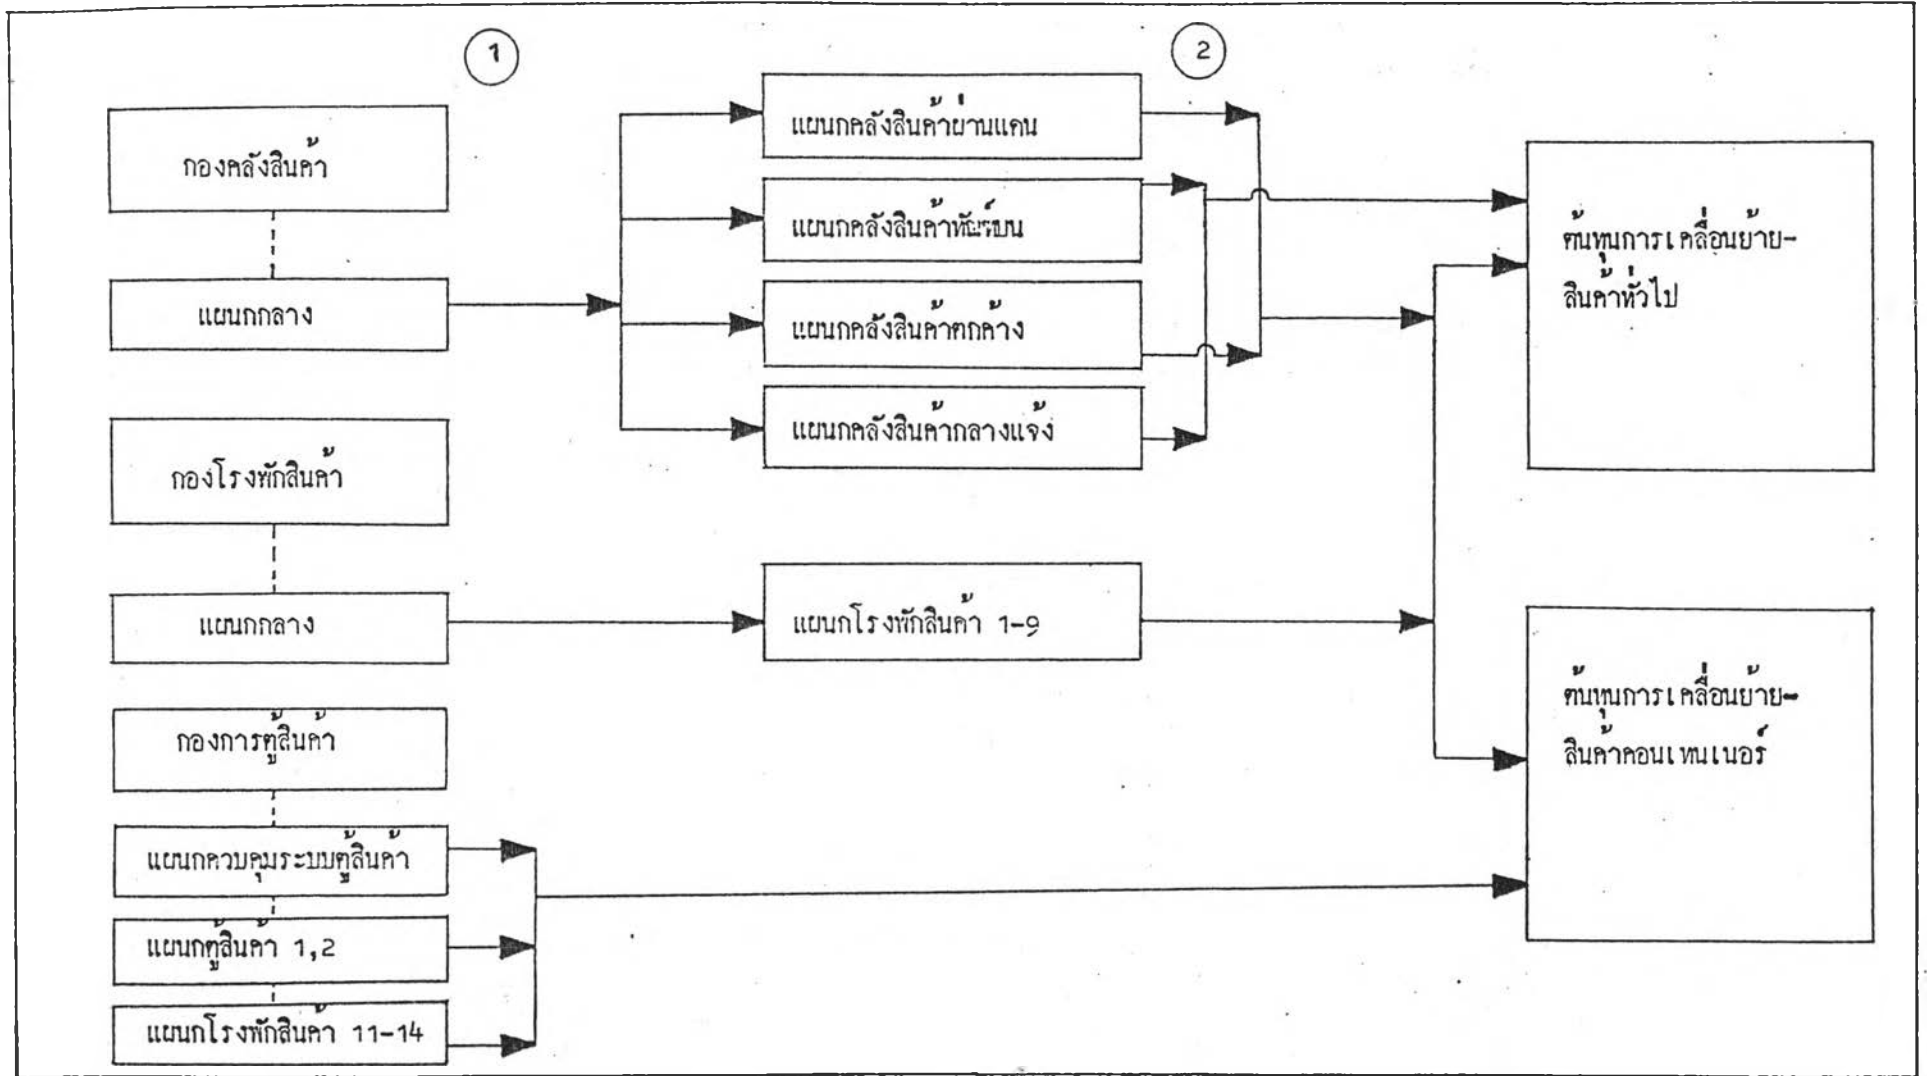 1
2
กองคลังสินค้า
แผนกกลาง
กองโรงพักสินค้า
แผนกกลาง
กองการตู้สินค้า
แผนกควบคุมระบบตู้สินค้า
แผนกตู้สินค้า 1,2
แผนกโรงพักสินค้า 11-14
แผนกคลังสินค้าผ่านแดน
แผนกคลังสินค้าทัณฑ์บน
แผนกคลังสินค้าตกค้าง
แผนกคลังสินค้ากลางแจ้ง
แผนกโรงพักสินค้า 1-9
ต้นทุนการเคลื่อนย้าย-
สินค้าทั่วไป
ต้นทุนการเคลื่อนย้าย-
สินค้าคอนเทนเนอร์